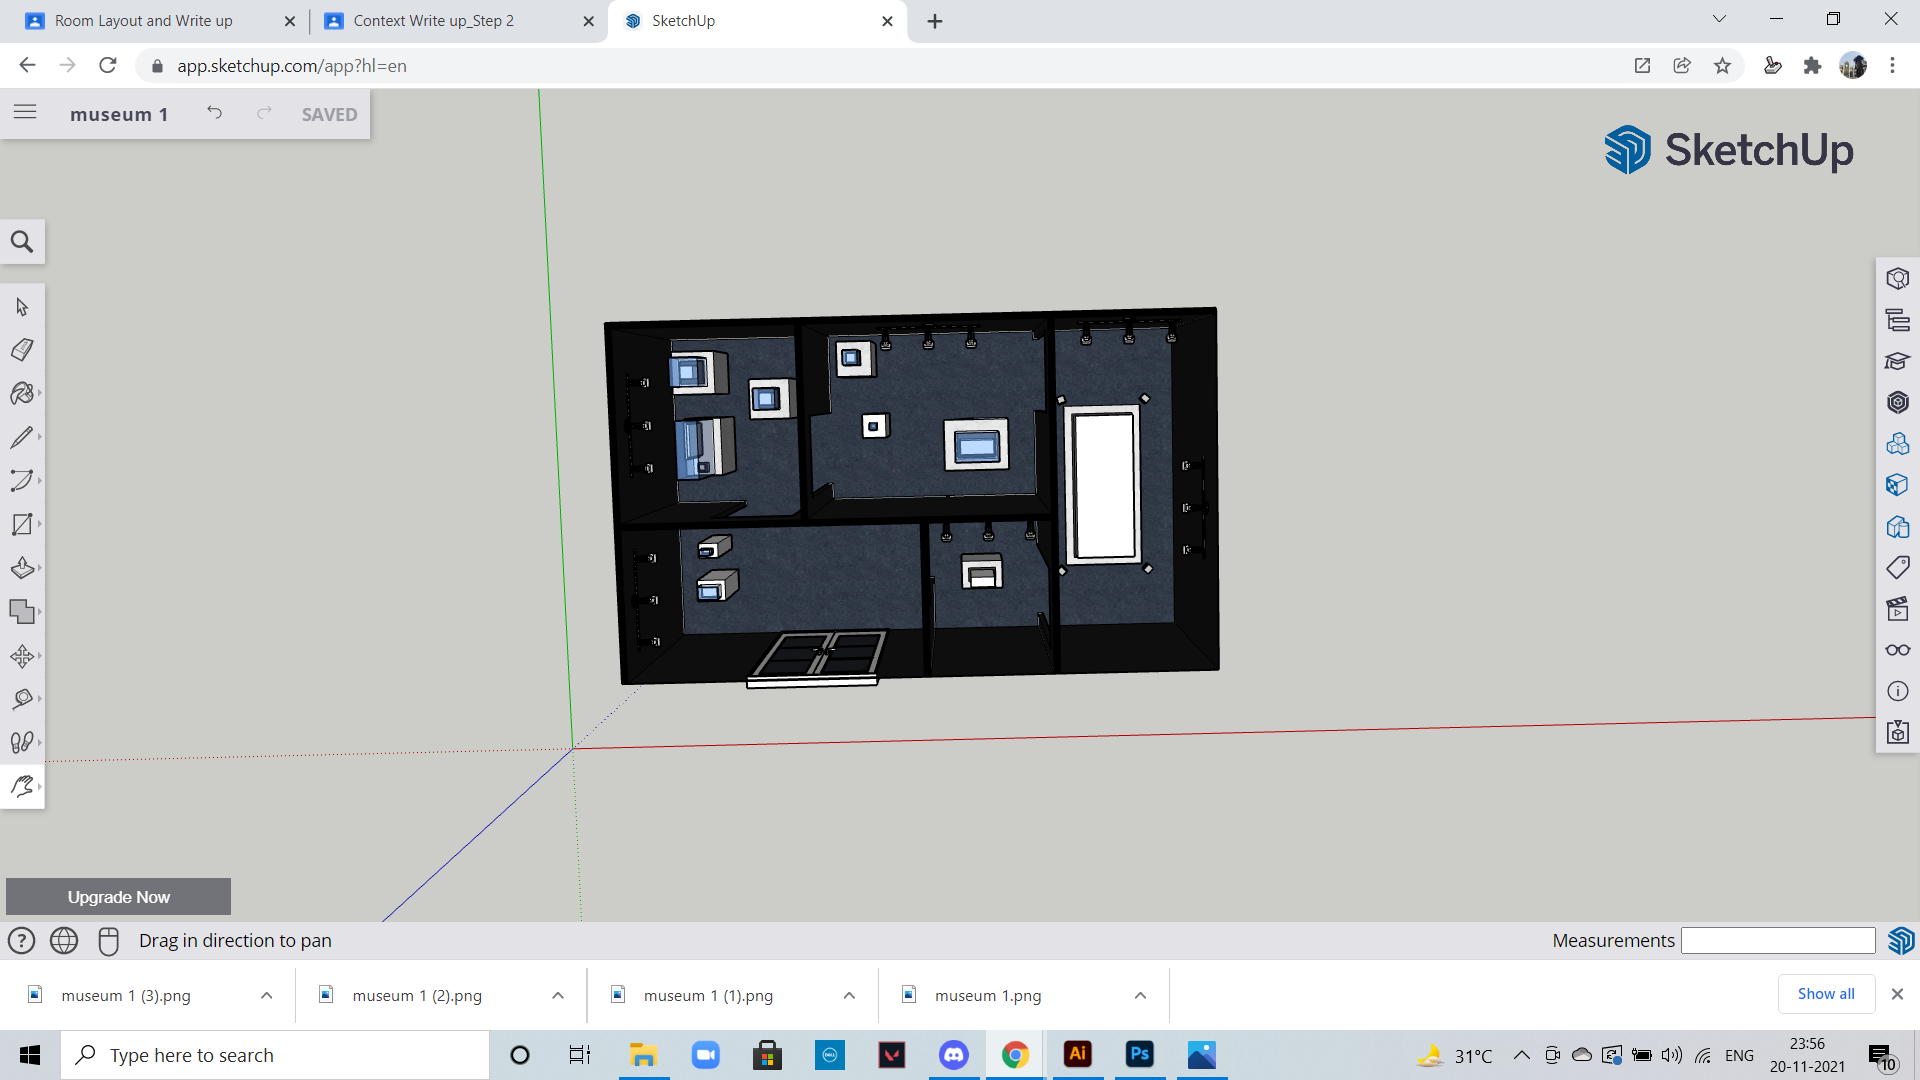 Room Layout and Write up
Context Write up_Step 2
SketchUp
app.sketchup.com/app?hl=en
museum 1
SAVED
SketchUp
Upgrade Now
Drag in direction to pan
Measurements
museum 1 (3).png
museum 1 (2).png
museum 1 (1).png
museum 1.png
Show all
Type here to search
DELL
Ai
Ps
31°C
ENG
23:56
20-11-2021
10